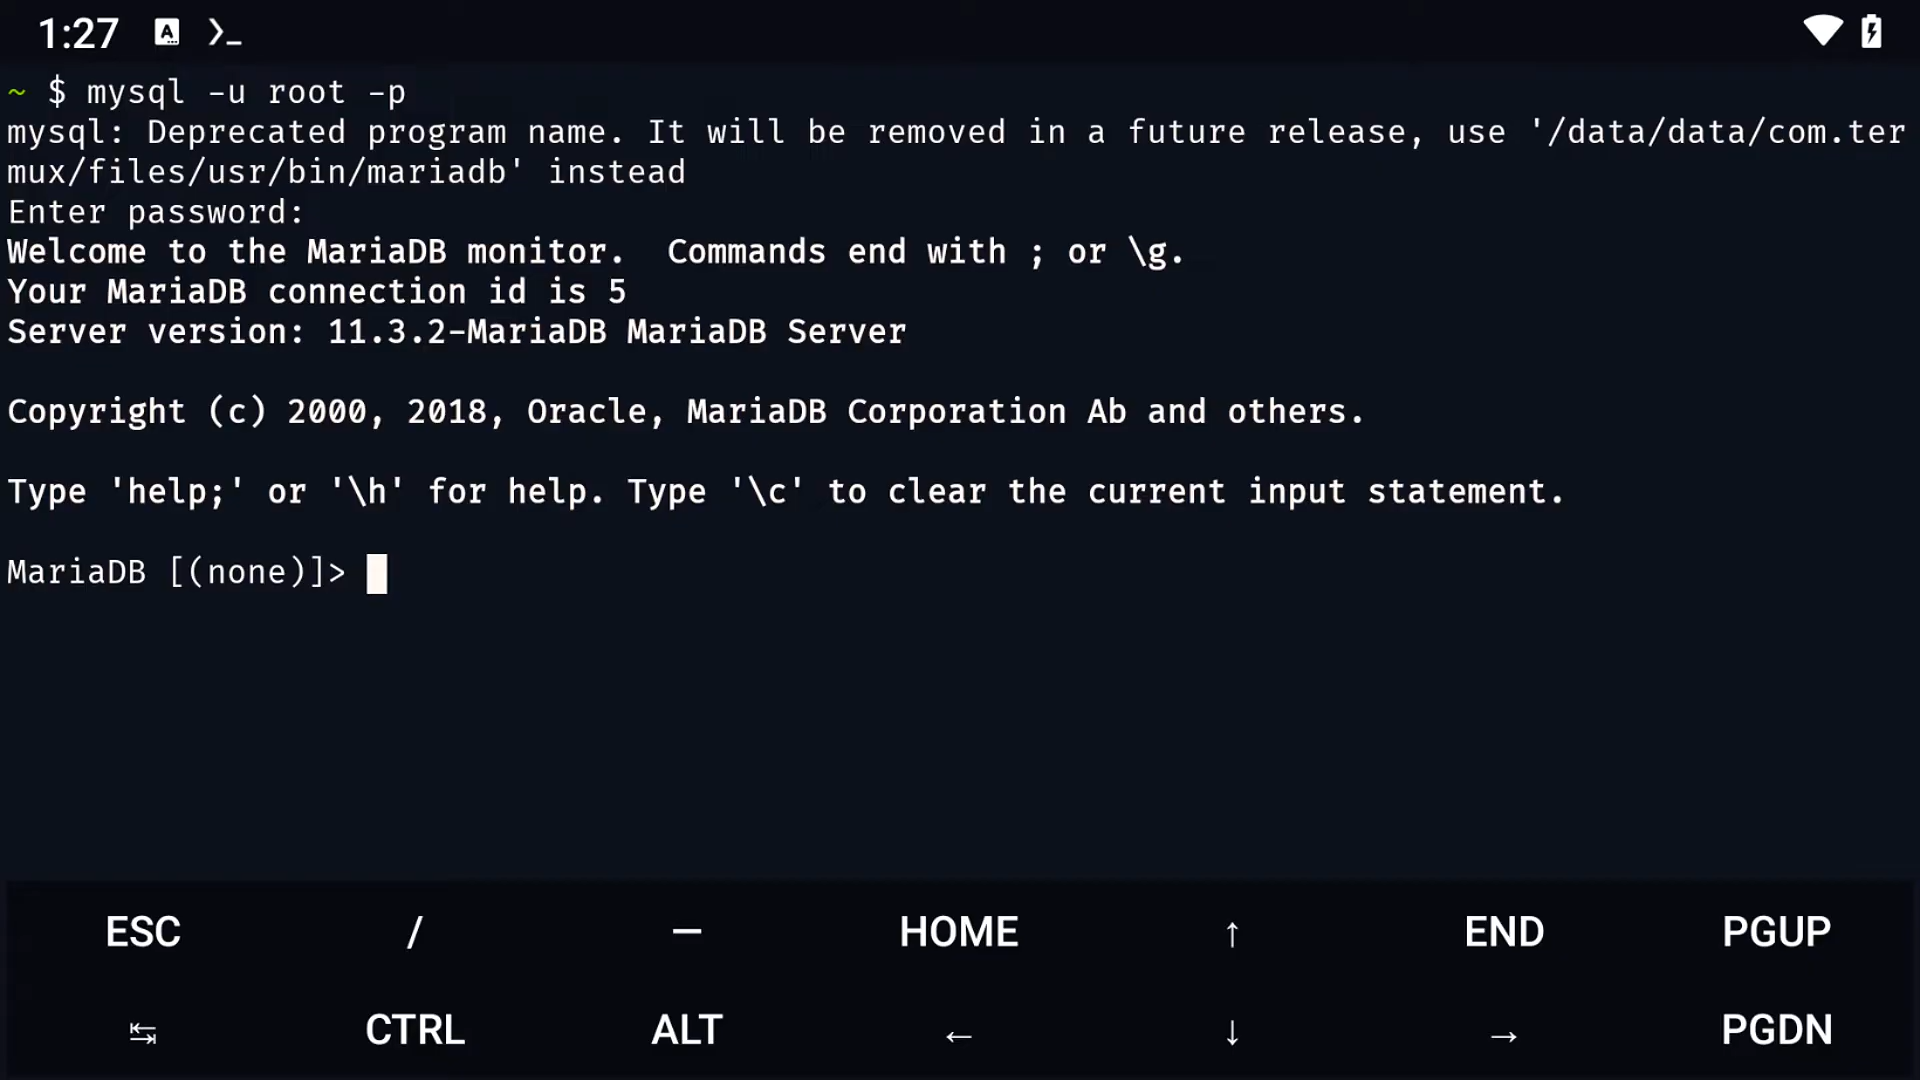 1:27
~ $ mysql -u root -p
mysql: Deprecated program name. It will be removed in a future release, use '/data/data/com.ter
mux/files/usr/bin/mariadb' instead
Enter password:
Welcome to the MariaDB monitor.  Commands end with ; or \g.
Your MariaDB connection id is 5
Server version: 11.3.2-MariaDB MariaDB Server
Copyright (c) 2000, 2018, Oracle, MariaDB Corporation Ab and others.
Type 'help;' or '\h' for help. Type '\c' to clear the current input statement.
MariaDB [(none)]>
ESC / — HOME ↑ END PGUP
↹ CTRL ALT ← ↓ → PGDN